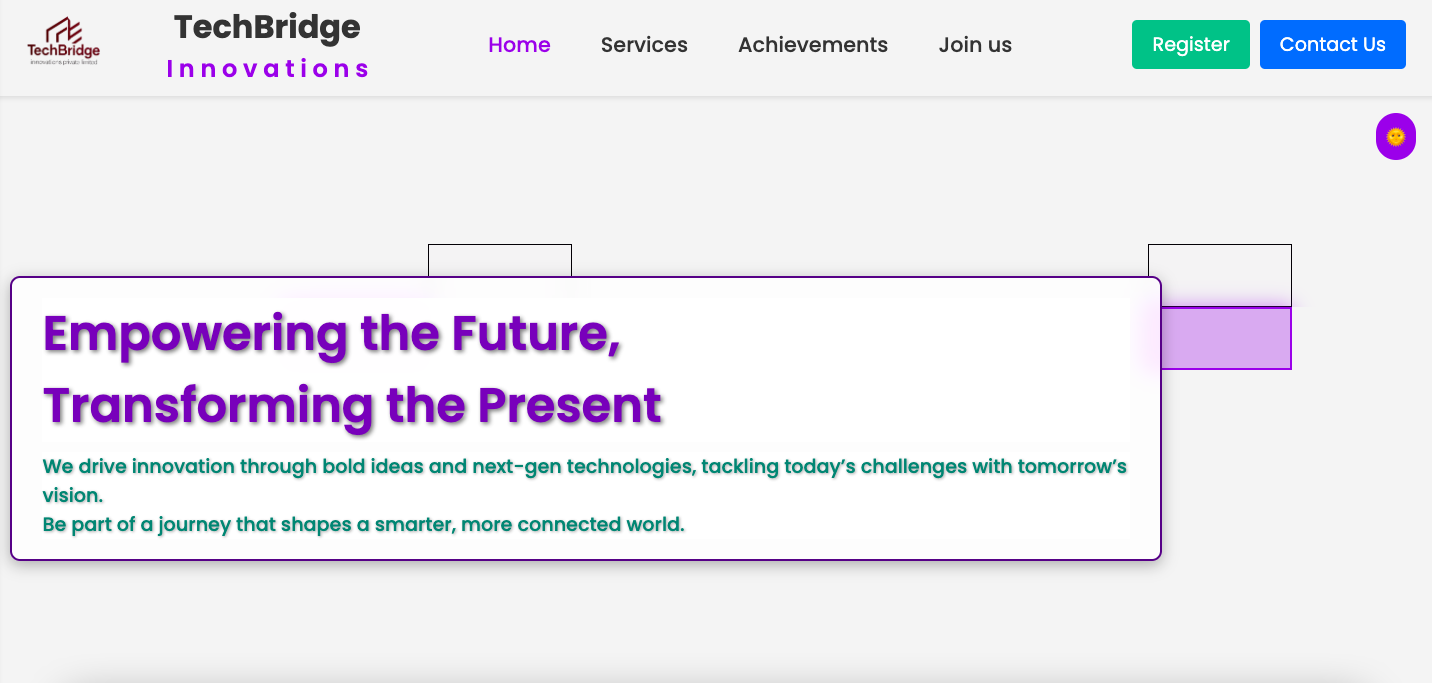 TechBridge
innovations private limited
TechBridge
Innovations
Home
Services
Achievements
Join us
Register
Contact Us
Empowering the Future,
Transforming the Present
We drive innovation through bold ideas and next-gen technologies, tackling today’s challenges with tomorrow’s
vision.
Be part of a journey that shapes a smarter, more connected world.